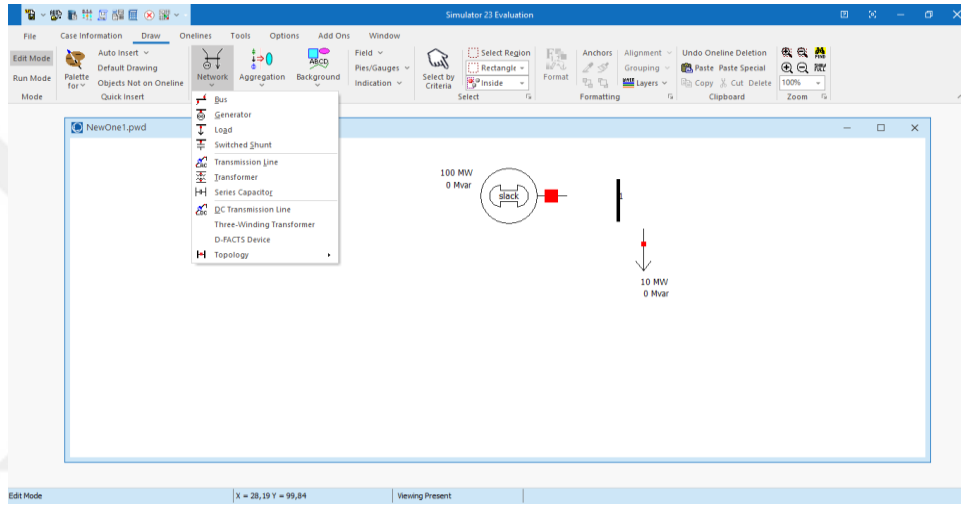 Simulator 23 Evaluation
File Case Information Draw Onelines Tools Options Add Ons Window
Edit Mode
Run Mode
Mode
Palette for
Auto Insert
Default Drawing
Objects Not on Oneline
Quick Insert
Network
Aggregation
ABCD
Background
Field
Pies/Gauges
Indication
Select by Criteria
Select Region
Rectangle
Inside
Select
Format
Anchors
Alignment
Grouping
Layers
Formatting
Undo Oneline Deletion
Paste Paste Special
Copy Cut Delete
Clipboard
100%
Zoom
Bus
Generator
Load
Switched Shunt
Transmission Line
Transformer
Series Capacitor
DC Transmission Line
Three-Winding Transformer
D-FACTS Device
Topology
NewOne1.pwd
100 MW
0 Mvar
slack
1
10 MW
0 Mvar
Edit Mode X = 28,19 Y = 99,84 Viewing Present